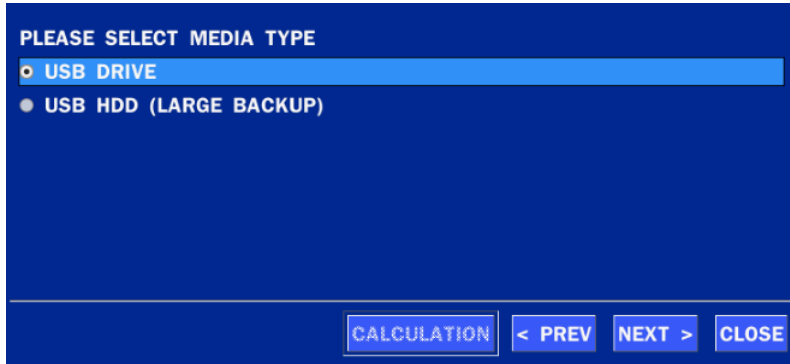 PLEASE SELECT MEDIA TYPE
USB DRIVE
USB HDD (LARGE BACKUP)
CALCULATION < PREV NEXT > CLOSE